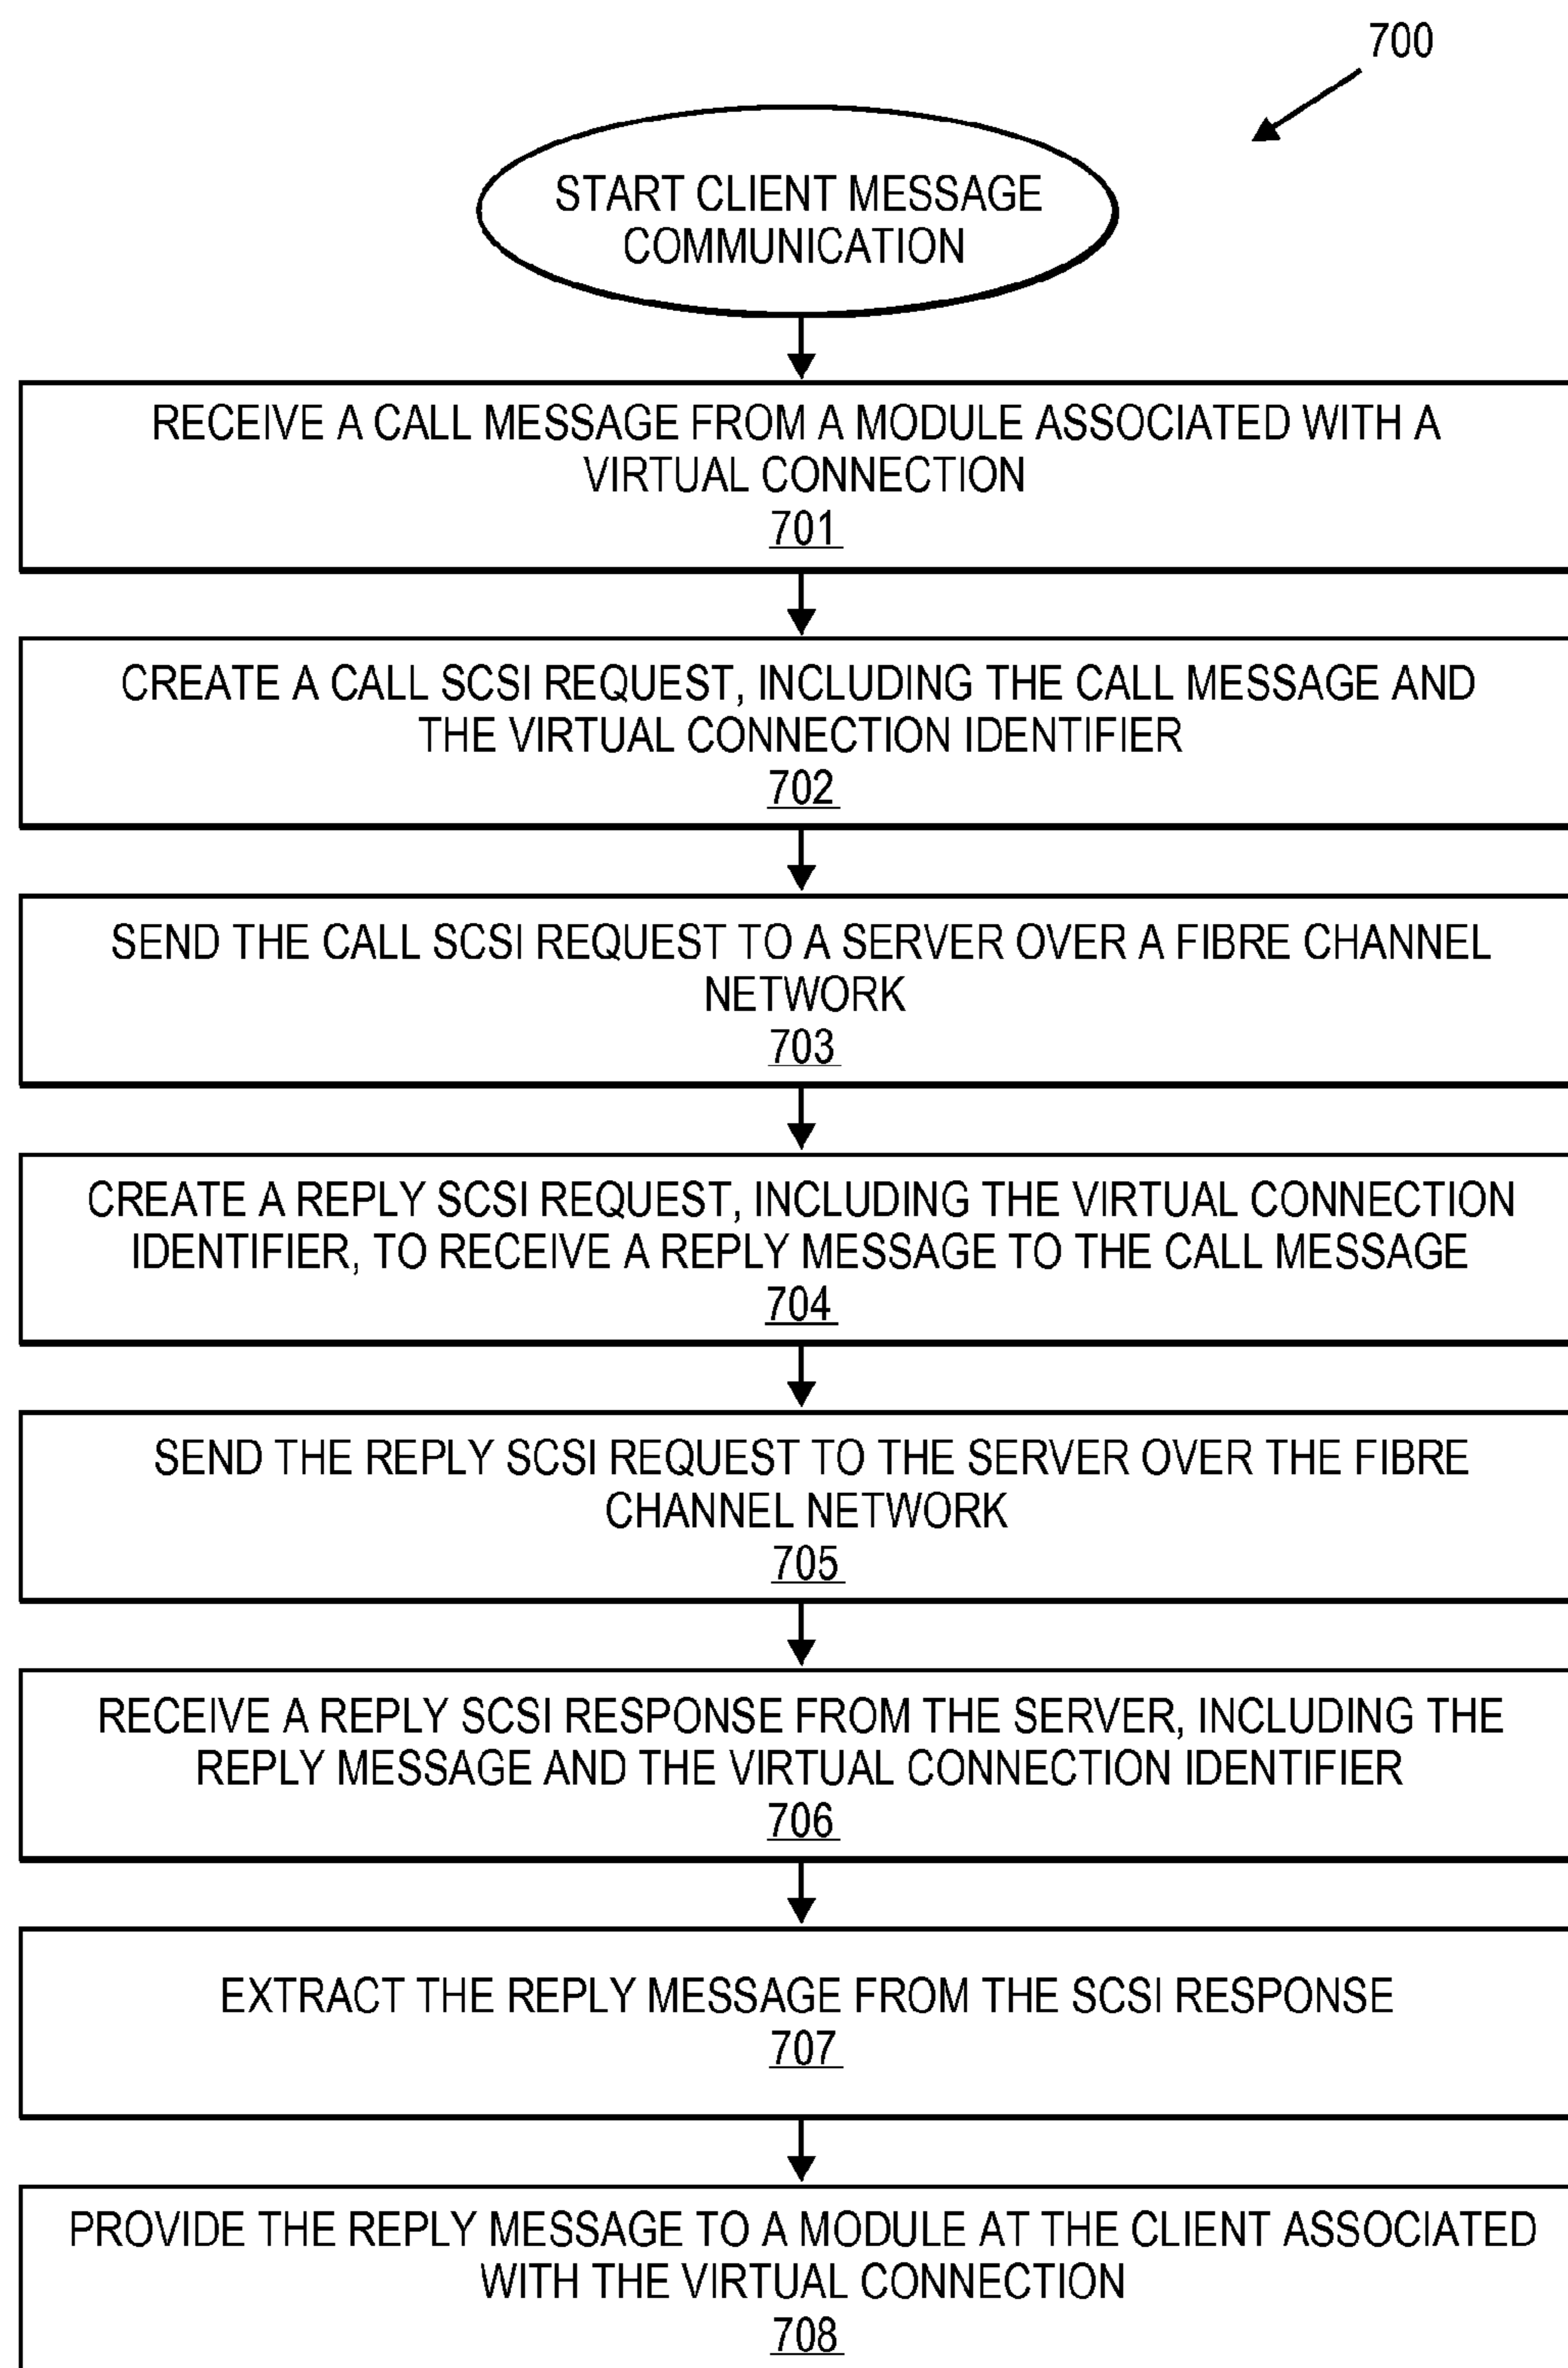 700
START CLIENT MESSAGE
COMMUNICATION
RECEIVE A CALL MESSAGE FROM A MODULE ASSOCIATED WITH A
VIRTUAL CONNECTION
701
CREATE A CALL SCSI REQUEST, INCLUDING THE CALL MESSAGE AND
THE VIRTUAL CONNECTION IDENTIFIER
702
SEND THE CALL SCSI REQUEST TO A SERVER OVER A FIBRE CHANNEL
NETWORK
703
CREATE A REPLY SCSI REQUEST, INCLUDING THE VIRTUAL CONNECTION
IDENTIFIER, TO RECEIVE A REPLY MESSAGE TO THE CALL MESSAGE
704
SEND THE REPLY SCSI REQUEST TO THE SERVER OVER THE FIBRE
CHANNEL NETWORK
705
RECEIVE A REPLY SCSI RESPONSE FROM THE SERVER, INCLUDING THE
REPLY MESSAGE AND THE VIRTUAL CONNECTION IDENTIFIER
706
EXTRACT THE REPLY MESSAGE FROM THE SCSI RESPONSE
707
PROVIDE THE REPLY MESSAGE TO A MODULE AT THE CLIENT ASSOCIATED
WITH THE VIRTUAL CONNECTION
708